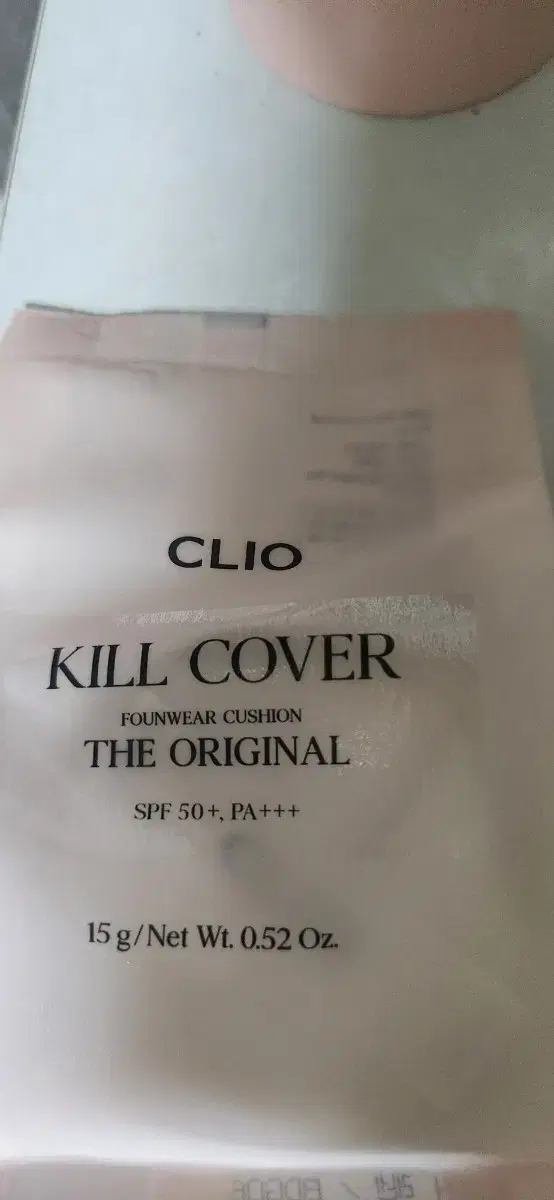 CLIO
KILL COVER
FOUNWEAR CUSHION
THE ORIGINAL
SPF 50+, PA+++
15 g/Net Wt. 0.52 Oz.